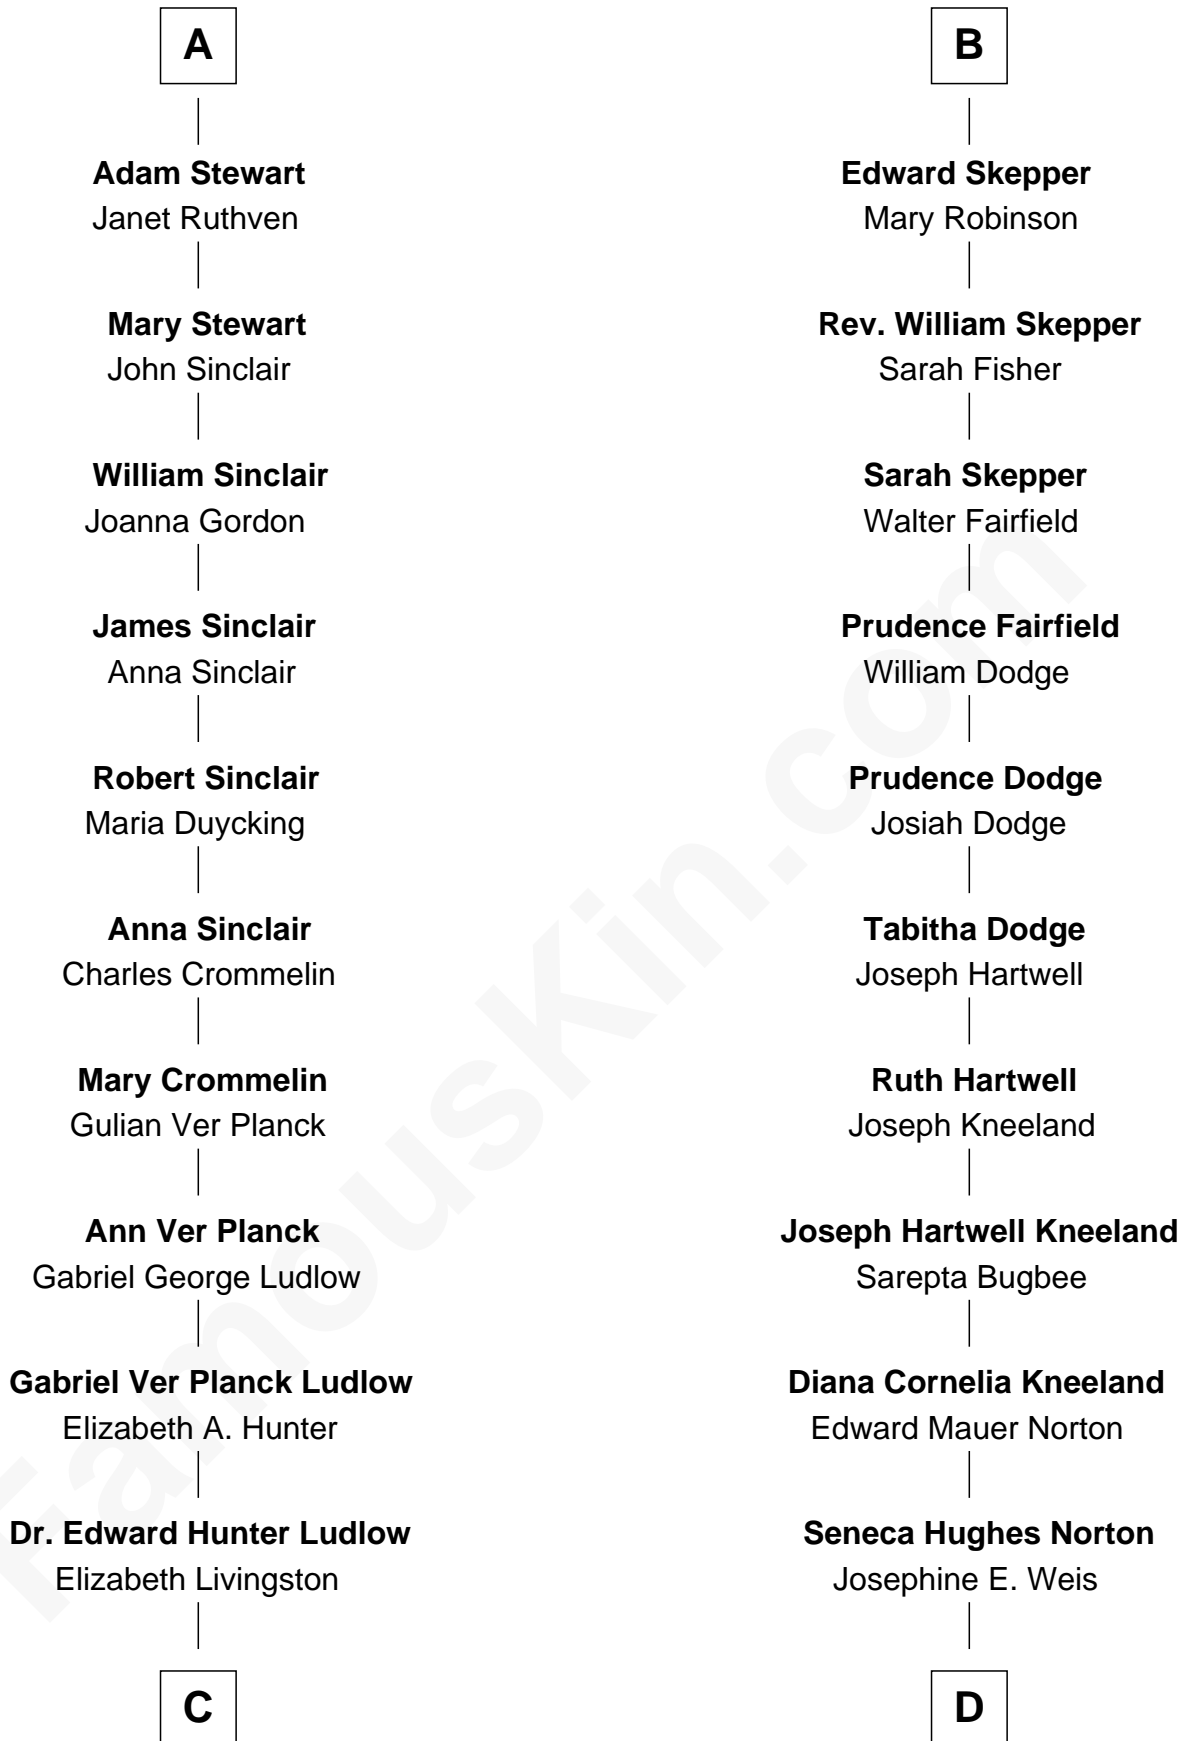 A
Adam Stewart
Janet Ruthven
Mary Stewart
John Sinclair
William Sinclair
Joanna Gordon
James Sinclair
Anna Sinclair
Robert Sinclair
Maria Duycking
Anna Sinclair
Charles Crommelin
Mary Crommelin
Gulian Ver Planck
Ann Ver Planck
Gabriel George Ludlow
Gabriel Ver Planck Ludlow
Elizabeth A. Hunter
Dr. Edward Hunter Ludlow
Elizabeth Livingston
C
B
Edward Skepper
Mary Robinson
Rev. William Skepper
Sarah Fisher
Sarah Skepper
Walter Fairfield
Prudence Fairfield
William Dodge
Prudence Dodge
Josiah Dodge
Tabitha Dodge
Joseph Hartwell
Ruth Hartwell
Joseph Kneeland
Joseph Hartwell Kneeland
Sarepta Bugbee
Diana Cornelia Kneeland
Edward Mauer Norton
Seneca Hughes Norton
Josephine E. Weis
D
FamousKin.com